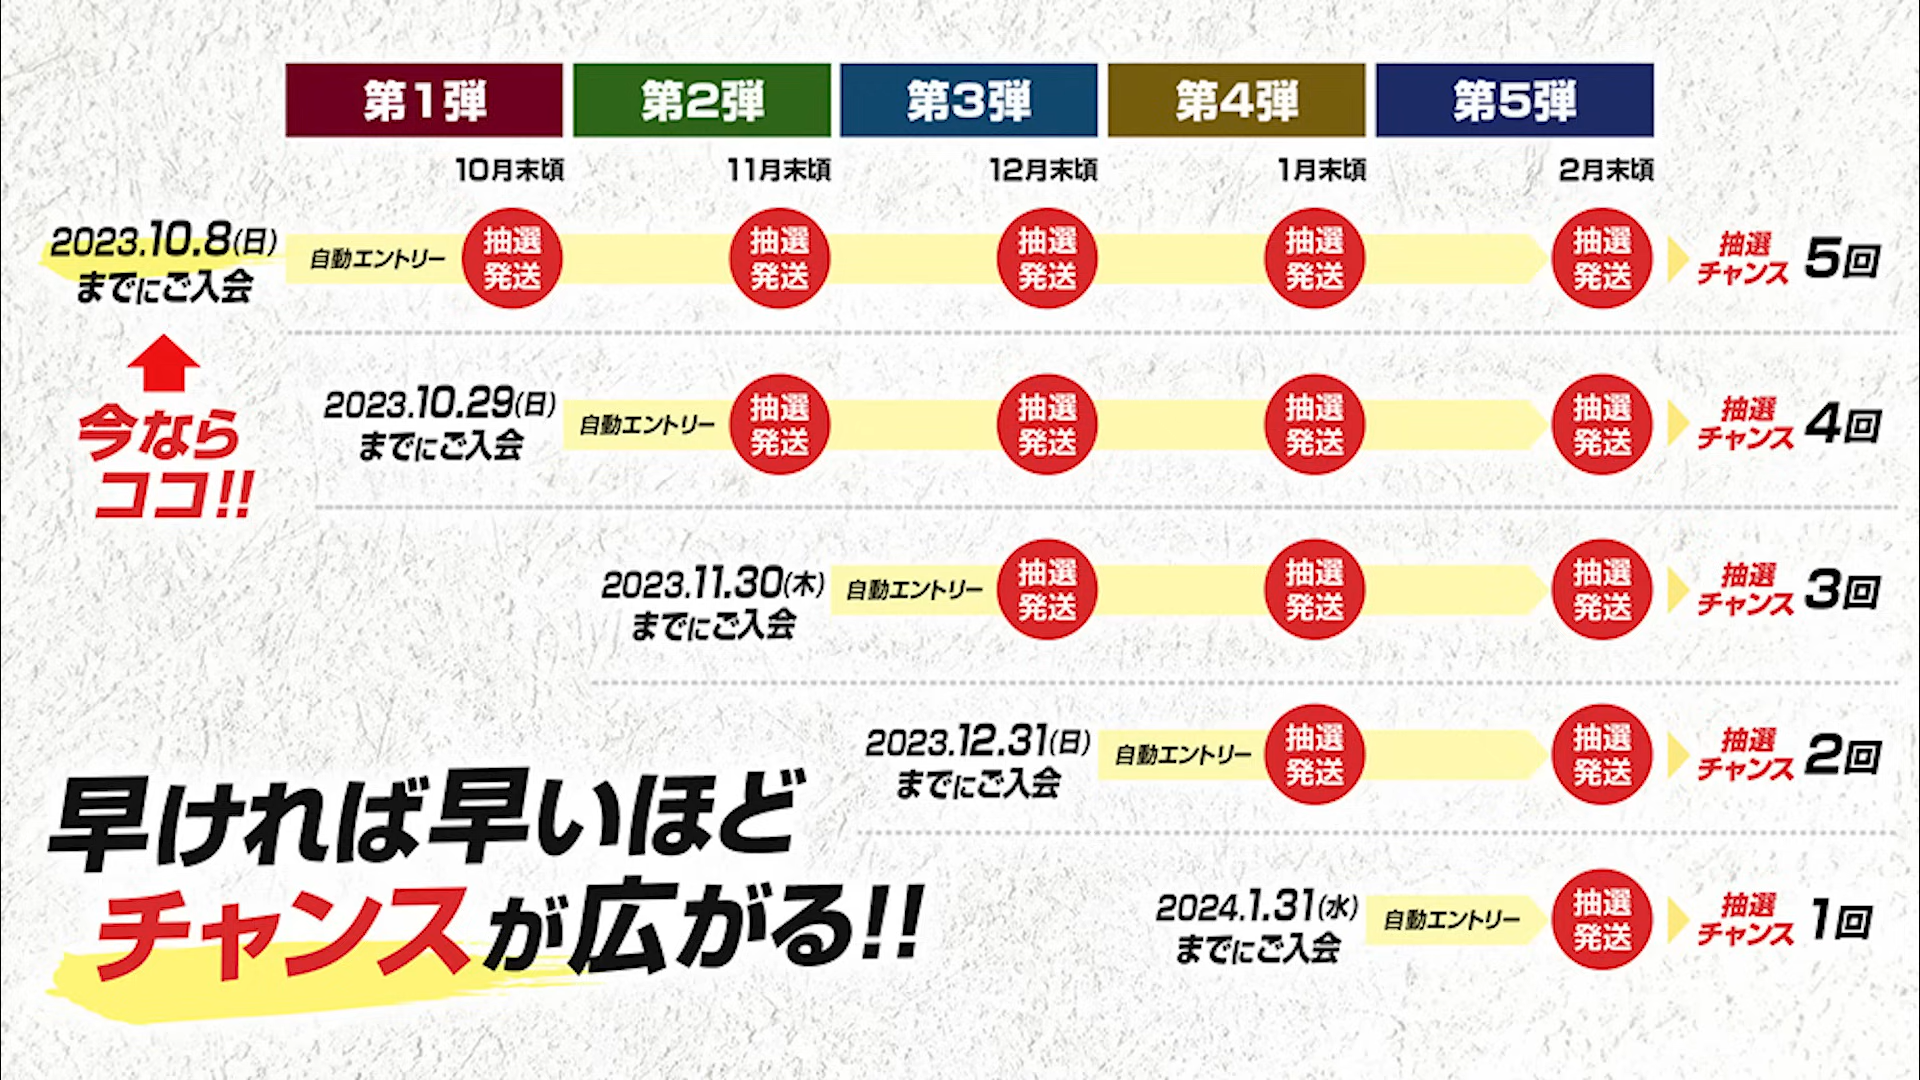 第1弾
第2弾
第3弾
第4弾
第5弾
10月末頃
11月末頃
12月末頃
1月末頃
2月末頃
2023.10.8(日)
までにご入会
自動エントリー
抽選
発送
抽選
発送
抽選
発送
抽選
発送
抽選
発送
抽選
チャンス
5回
今なら
ココ!!
2023.10.29(日)
までにご入会
自動エントリー
抽選
発送
抽選
発送
抽選
発送
抽選
発送
抽選
チャンス
4回
2023.11.30(木)
までにご入会
自動エントリー
抽選
発送
抽選
発送
抽選
発送
抽選
チャンス
3回
2023.12.31(日)
までにご入会
自動エントリー
抽選
発送
抽選
発送
抽選
チャンス
2回
2024.1.31(水)
までにご入会
自動エントリー
抽選
発送
抽選
チャンス
1回
早ければ早いほど
チャンスが広がる!!